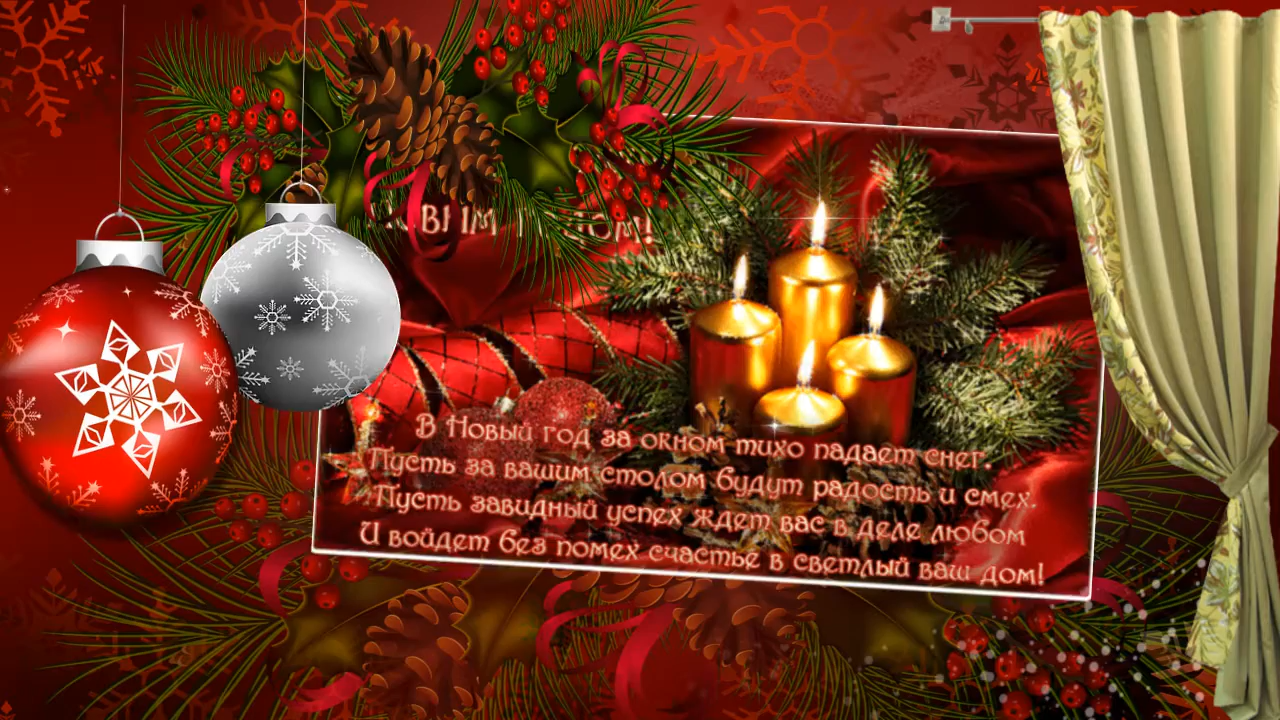 В Новый год за окном тихо падает снег.
Пусть за вашим столом будут радость и смех.
Пусть завидный успех ждет вас в деле любом
И войдет без помех счастье в светлый ваш дом!